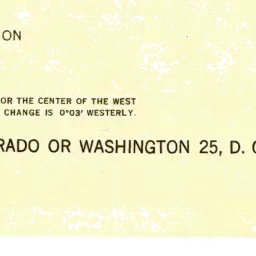 ON
OR THE CENTER OF THE WEST
CHANGE IS 0°03′ WESTERLY.
RADO OR WASHINGTON 25, D. C